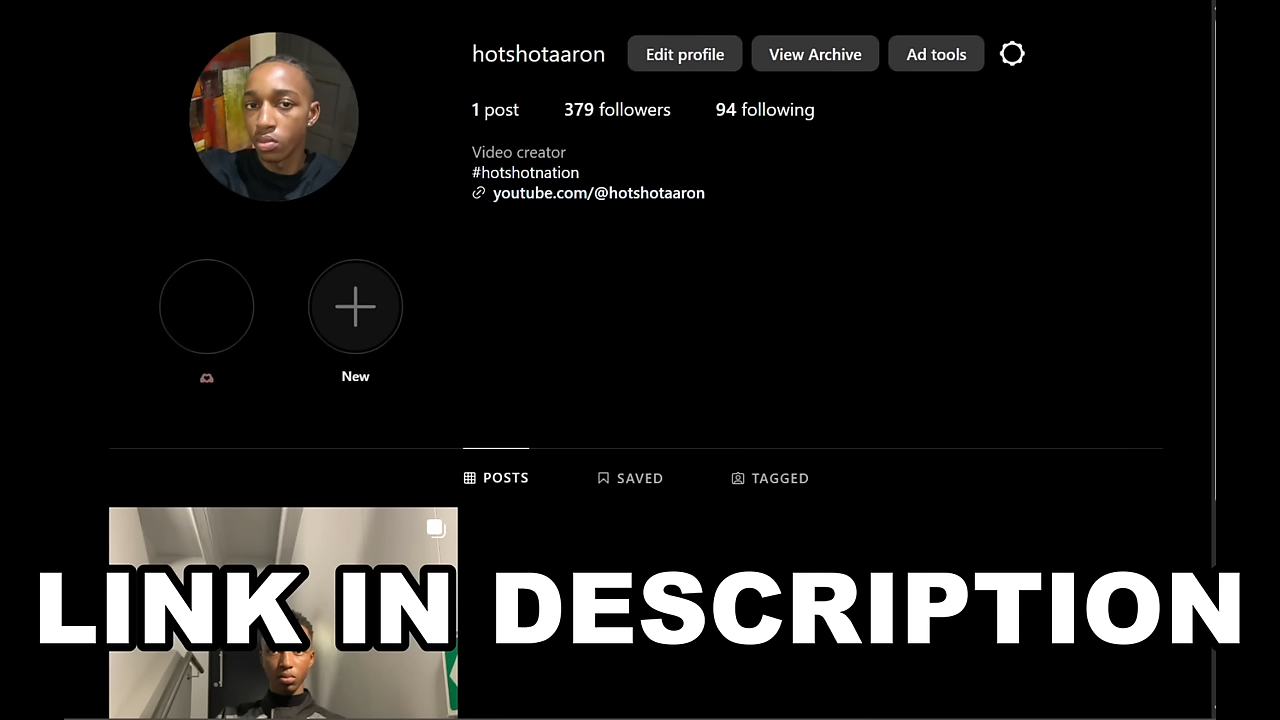 hotshotaaron Edit profile View Archive Ad tools
1 post 379 followers 94 following
Video creator
#hotshotnation
youtube.com/@hotshotaaron
New
POSTS SAVED TAGGED
LINK IN DESCRIPTION